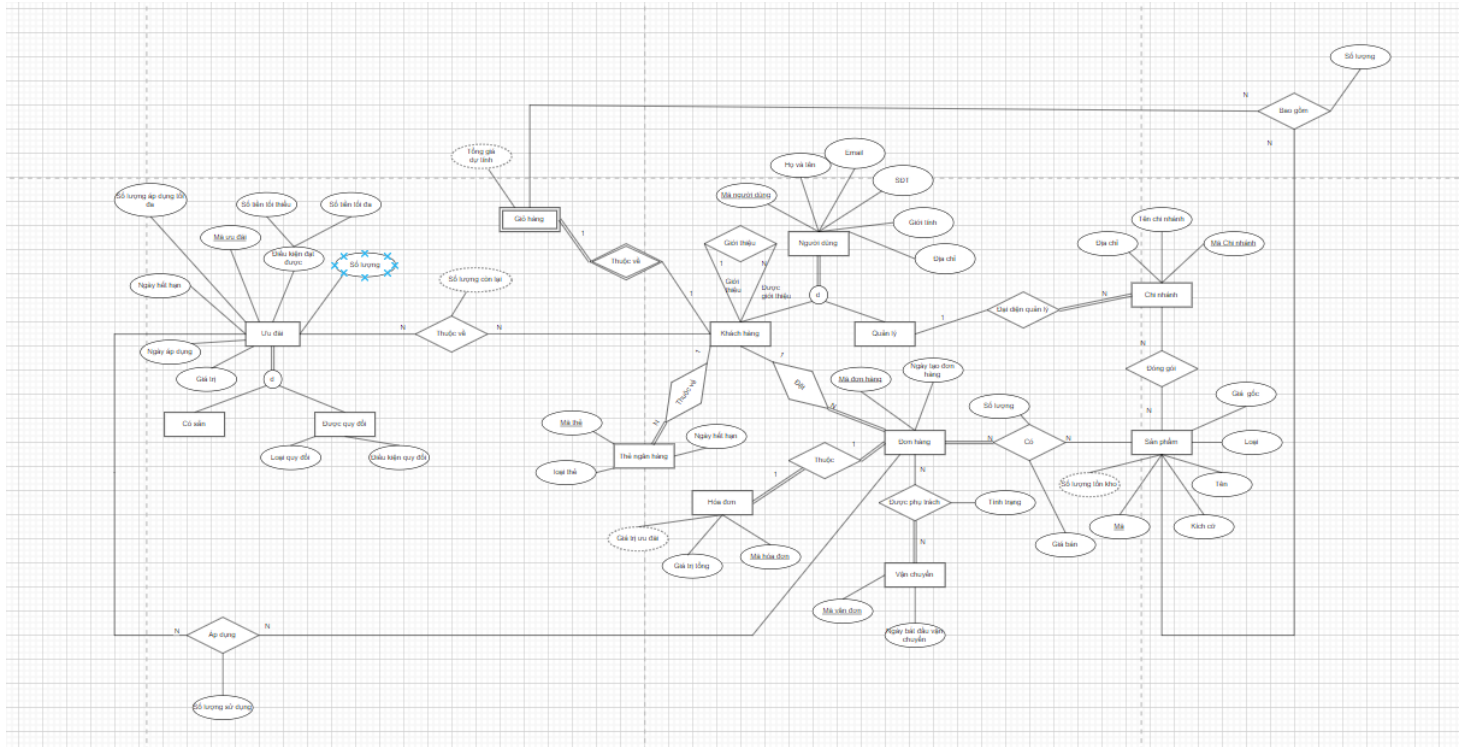 Số lượng
N
Bao gồm
N
Tổng giá
dự tính
Họ và tên
Email
SĐT
Mã người dùng
Giới tính
Người dùng
Địa chỉ
Số lượng áp dụng tối
đa
Số tiền tối thiểu
Số tiền tối đa
Mã ưu đãi
Điều kiện đạt
được
Số lượng
Ngày hết hạn
Giỏ hàng
1
Thuộc về
1
Giới thiệu
1
N
Giới
thiệu
Được
giới thiệu
d
Tên chi nhánh
Địa chỉ
Mã Chi nhánh
Chi nhánh
Số lượng còn lại
Ưu đãi
N
Thuộc về
N
Khách hàng
Quản lý
1
Đại diện quản lý
N
Ngày áp dụng
Giá trị
d
Có sẵn
Được quy đổi
Loại quy đổi
Điều kiện quy đổi
1
Thuộc về
N
1
Đặt
N
N
Đóng gói
N
Mã đơn hàng
Ngày tạo đơn
hàng
Số lượng
Giá gốc
Loại
Mã thẻ
Ngày hết hạn
loại thẻ
Thẻ ngân hàng
1
Thuộc
1
Đơn hàng
N
Có
N
Sản phẩm
Số lượng tồn kho
Tên
Mã
Kích cỡ
Hóa đơn
Giá trị ưu đãi
Giá trị tổng
Mã hóa đơn
N
Được phụ trách
Tình trạng
N
Giá bán
Vận chuyển
Mã vận đơn
Ngày bắt đầu vận
chuyển
N
Áp dụng
N
Số lượng sử dụng